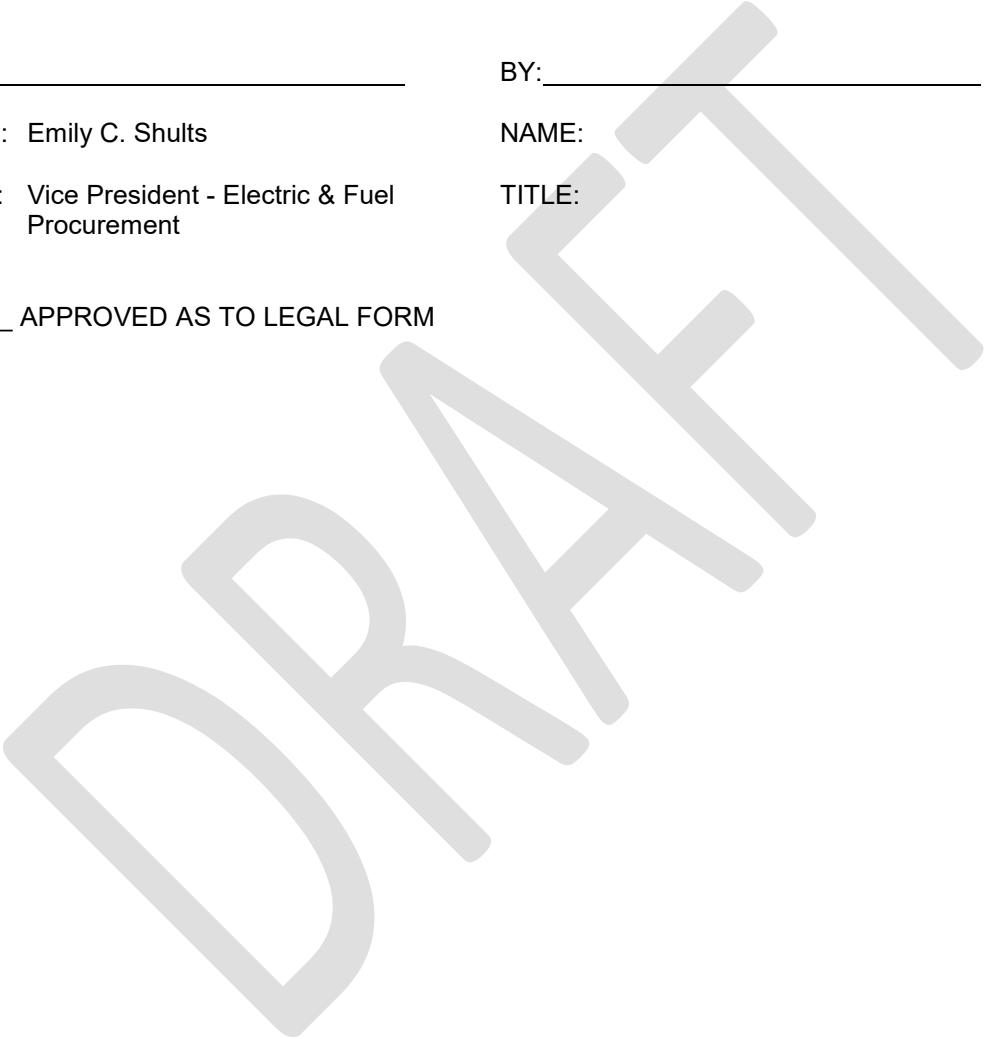 BY:
: Emily C. Shults
NAME:
: Vice President - Electric & Fuel
Procurement
TITLE:
_ APPROVED AS TO LEGAL FORM
DRAFT